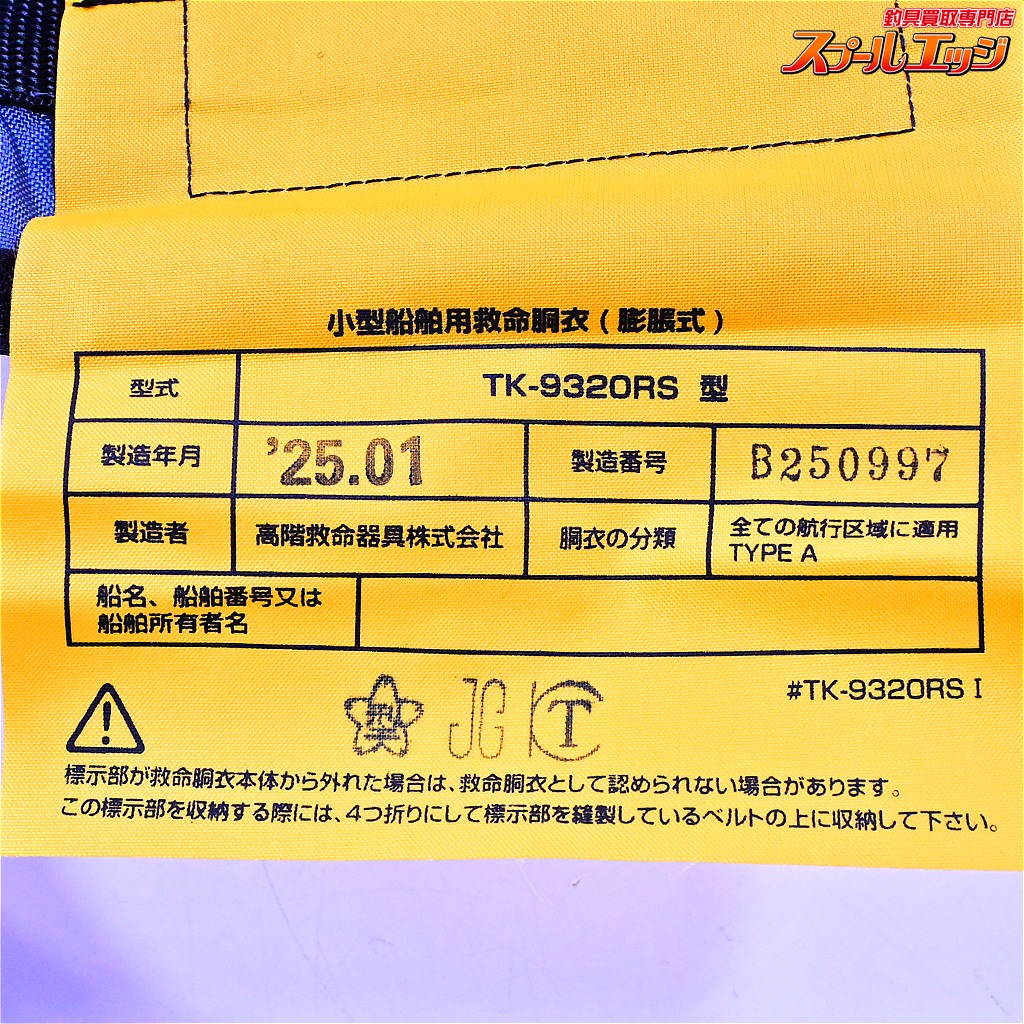 釣具買取専門店
スプールエッジ
小型船舶用救命胴衣(膨脹式)
型式 TK-9320RS 型
製造年月 '25.01 製造番号 B250997
製造者 高階救命器具株式会社 胴衣の分類 全ての航行区域に適用
TYPE A
船名、船舶番号又は
船舶所有者名
#TK-9320RS I
JG T
標示部が救命胴衣本体から外れた場合は、救命胴衣として認められない場合があります。
この標示部を収納する際には、4つ折りにして標示部を縫製しているベルトの上に収納して下さい。